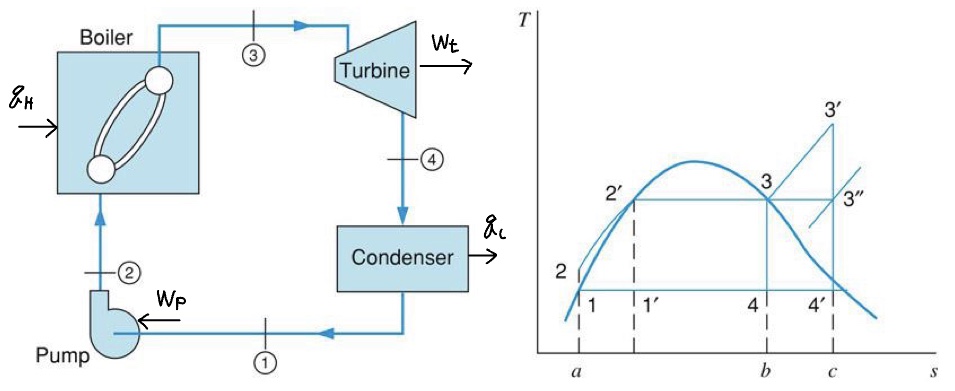 Boiler
3
Turbine
Wt
qH
4
Condenser
qL
2
WP
Pump
1
T
3′
2′
3
3″
2
1
1′
4
4′
a
b
c
s